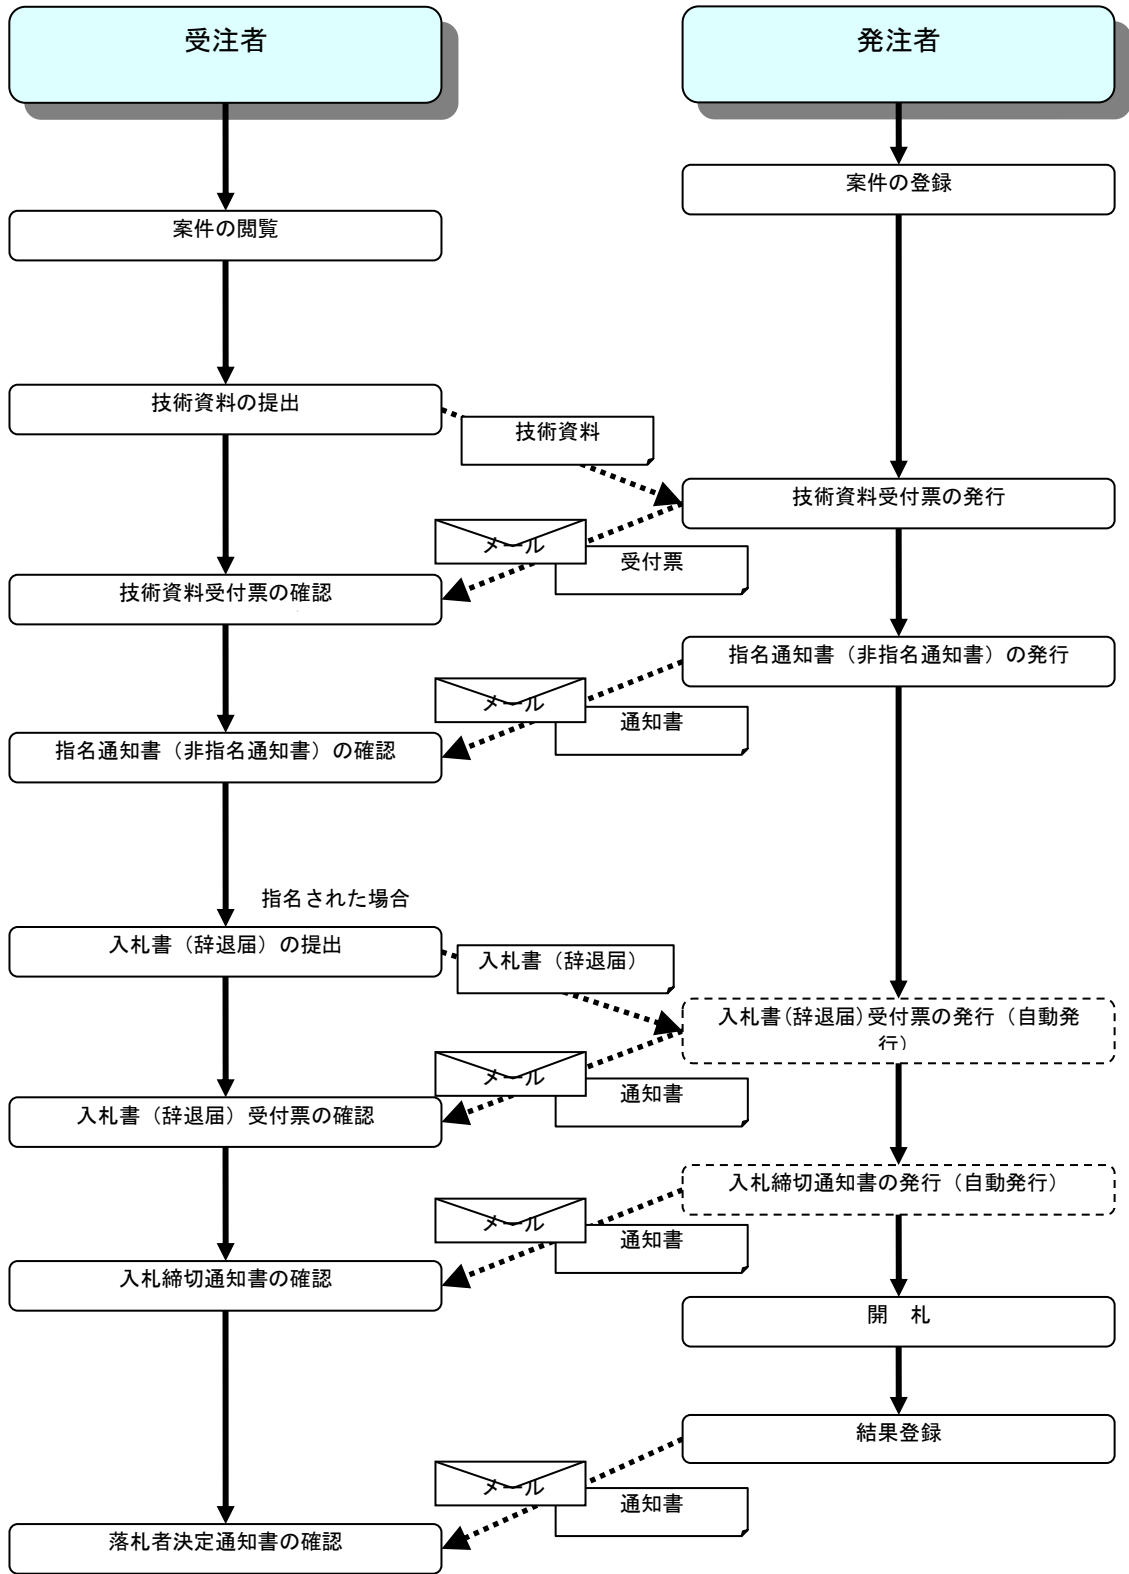 受注者
発注者
案件の登録
案件の閲覧
技術資料の提出
技術資料
技術資料受付票の発行
メール
受付票
技術資料受付票の確認
指名通知書（非指名通知書）の発行
メール
通知書
指名通知書（非指名通知書）の確認
指名された場合
入札書（辞退届）の提出
入札書（辞退届）
入札書(辞退届)受付票の発行（自動発
行）
メール
通知書
入札書（辞退届）受付票の確認
入札締切通知書の発行（自動発行）
メール
通知書
入札締切通知書の確認
開　札
結果登録
メール
通知書
落札者決定通知書の確認